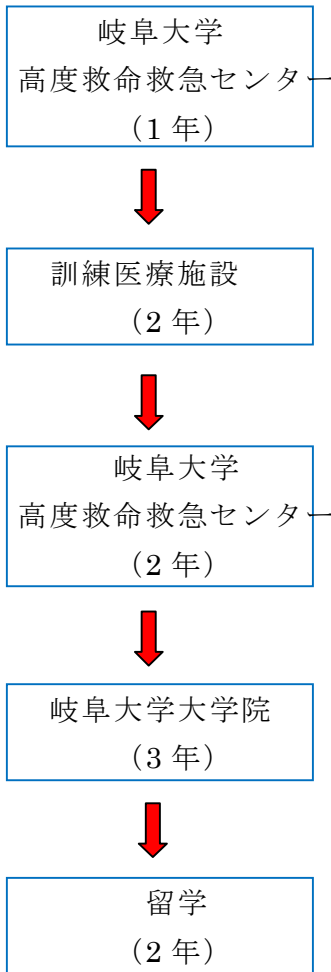 岐阜大学
高度救命救急センター
（1 年）
訓練医療施設
（2 年）
岐阜大学
高度救命救急センター
（2 年）
岐阜大学大学院
（3 年）
留学
（2 年）